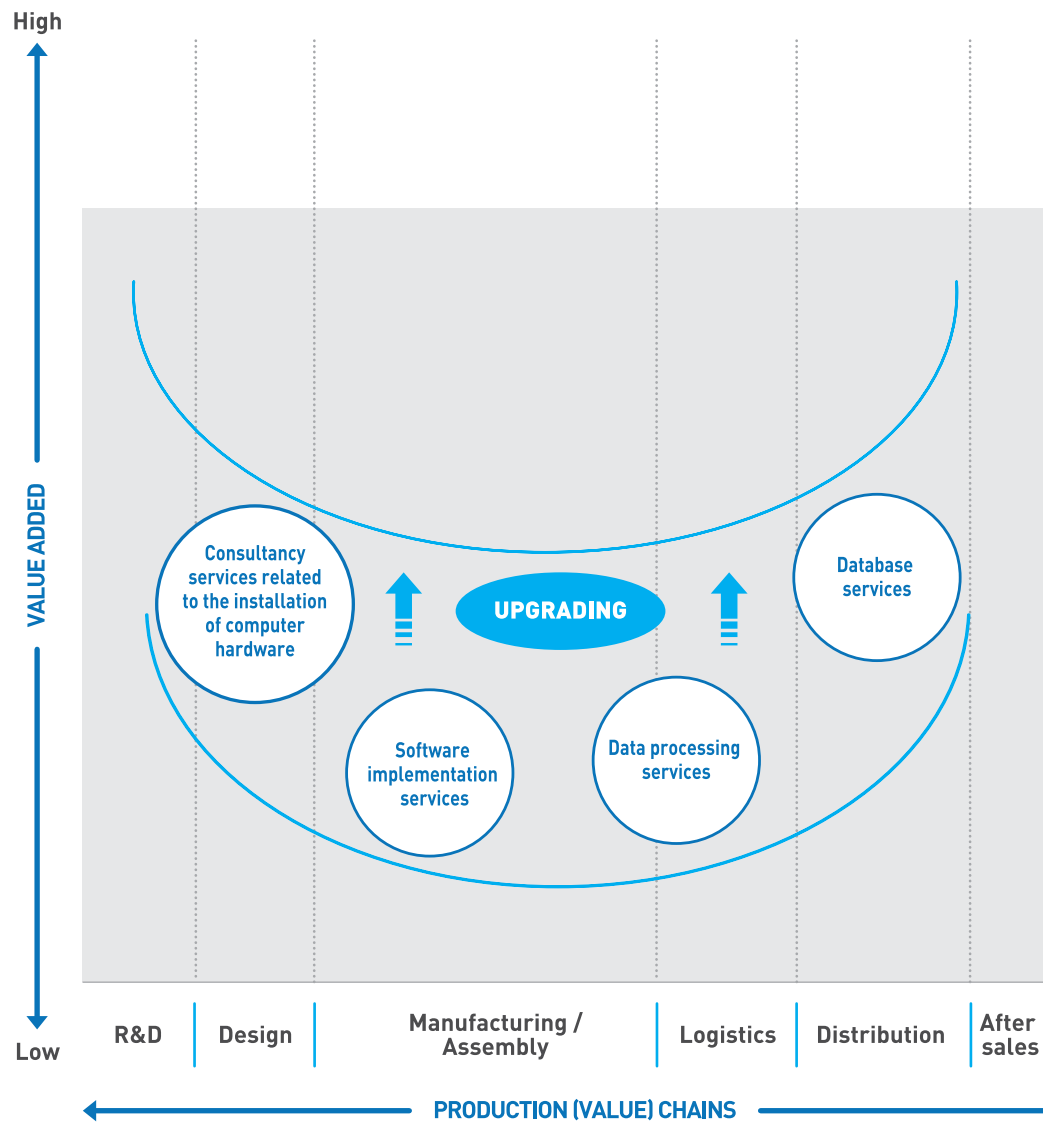 High
VALUE ADDED
Low
Consultancy
services related
to the installation
of computer
hardware
UPGRADING
Database
services
Software
implementation
services
Data processing
services
R&D
Design
Manufacturing /
Assembly
Logistics
Distribution
After
sales
PRODUCTION (VALUE) CHAINS